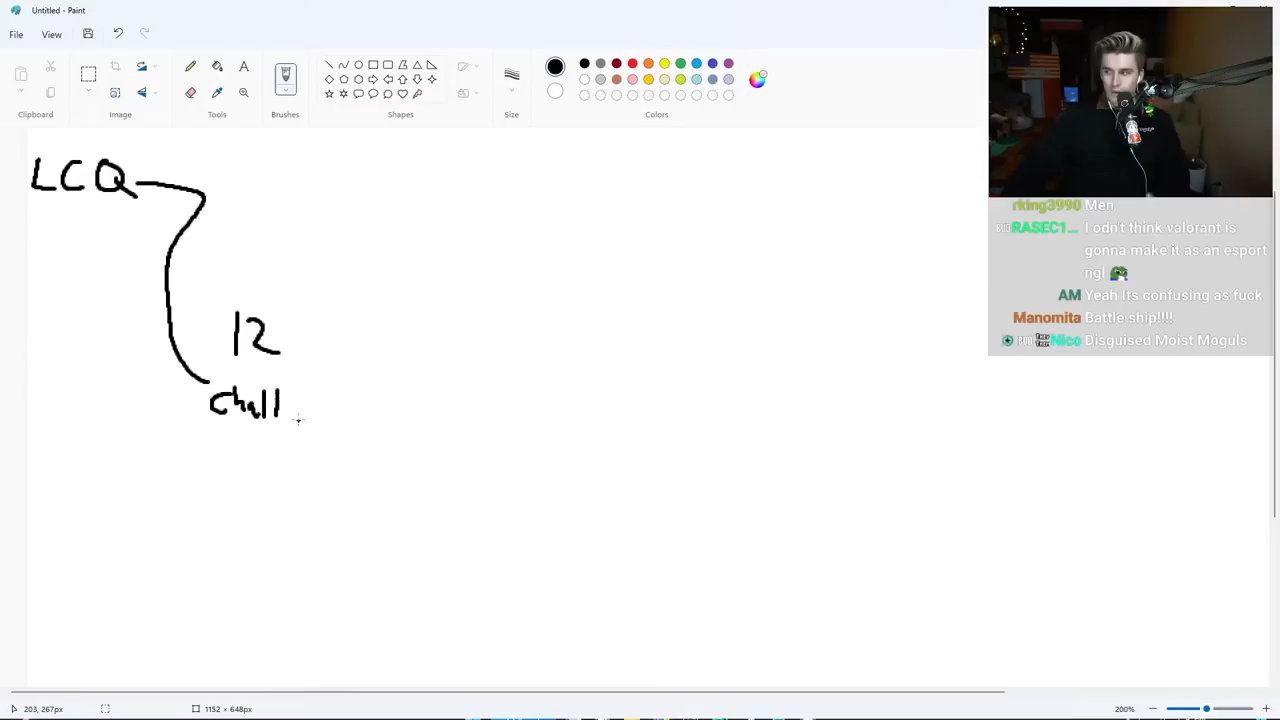 Untitled - Paint
File View
Clipboard
Image
Tools
Brushes
Shapes
Size
Colors
LCQ
12
chall
rking3990 Men
RASEC1... I odn't think valorant is
gonna make it as an esport
ngl
AM Yeah Its confusing as fuck
Manomita Battle ship!!!!
Nico Disguised Moist Moguls
203, 267px
1152 × 648px
200%